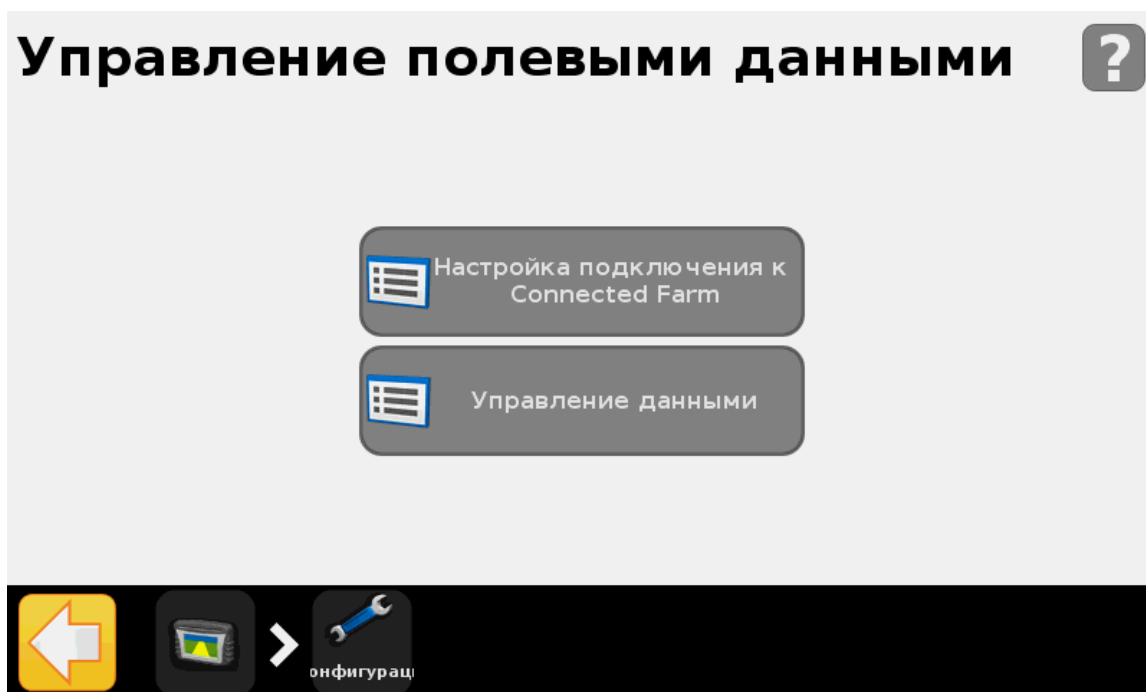 Управление полевыми данными
?
Настройка подключения к
Connected Farm
Управление данными
онфигурац